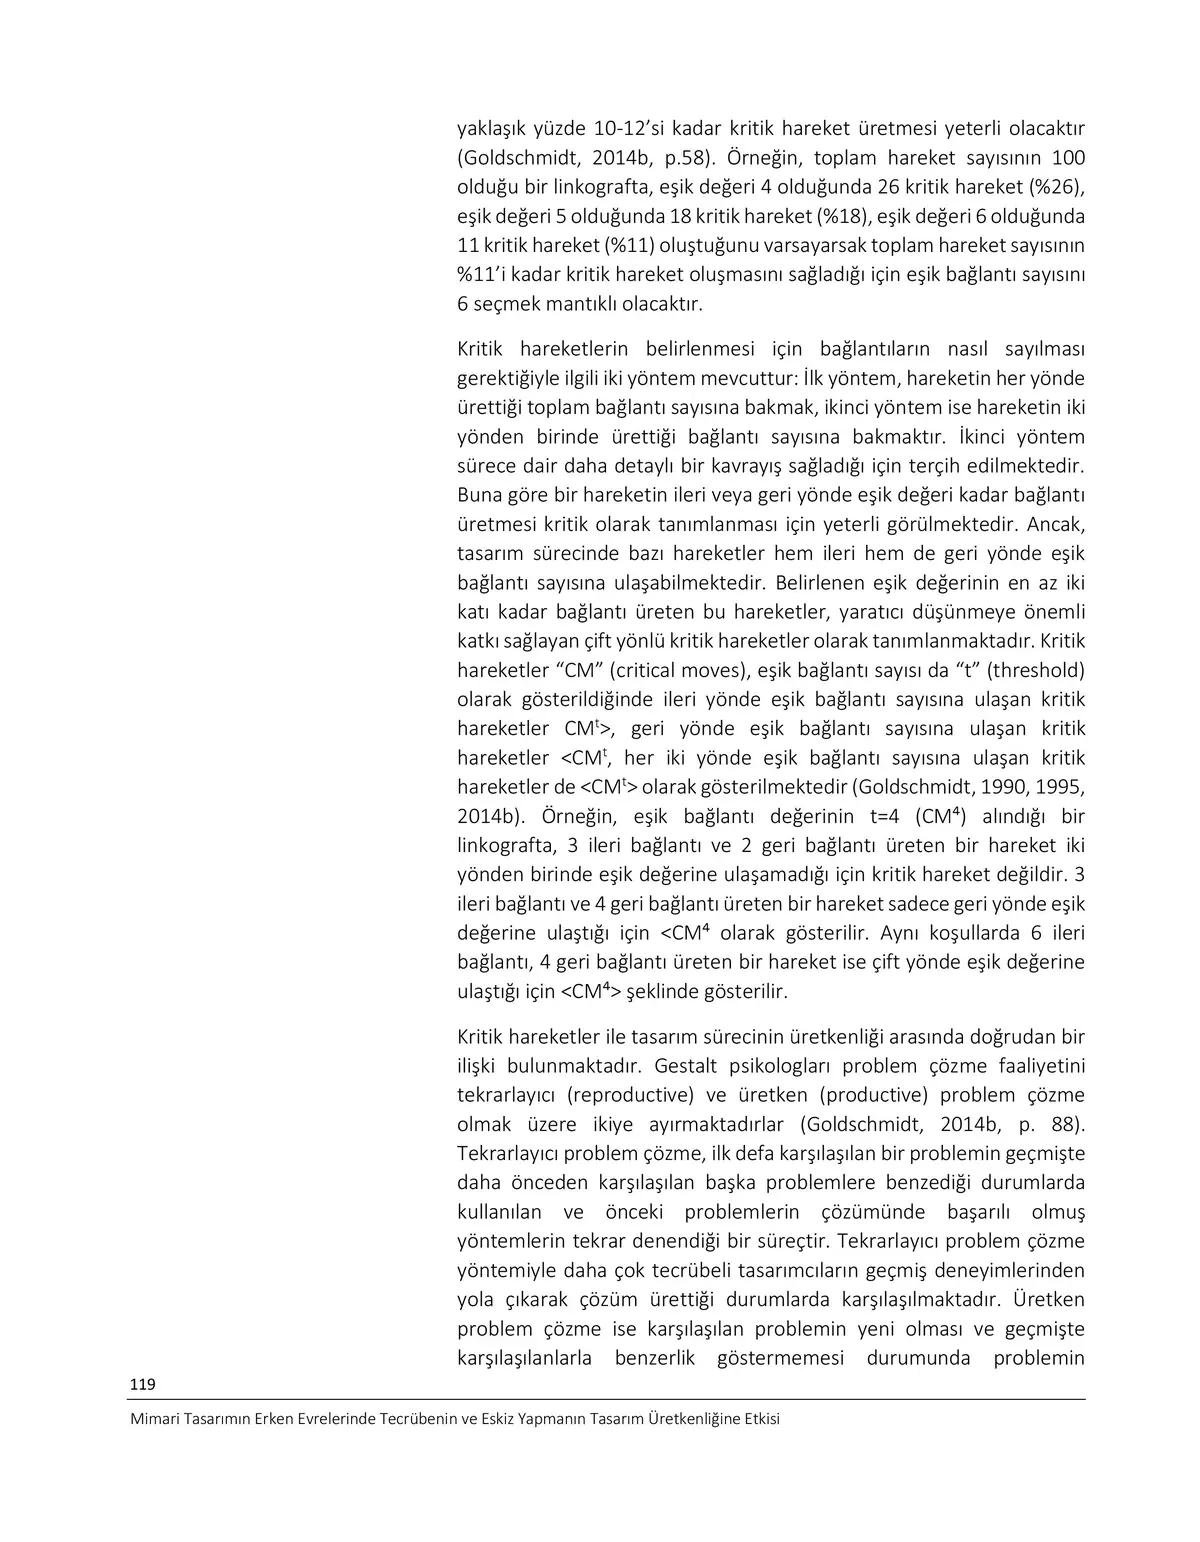 yaklaşık yüzde 10-12’si kadar kritik hareket üretmesi yeterli olacaktır
(Goldschmidt, 2014b, p.58). Örneğin, toplam hareket sayısının 100
olduğu bir linkografta, eşik değeri 4 olduğunda 26 kritik hareket (%26),
eşik değeri 5 olduğunda 18 kritik hareket (%18), eşik değeri 6 olduğunda
11 kritik hareket (%11) oluştuğunu varsayarsak toplam hareket sayısının
%11’i kadar kritik hareket oluşmasını sağladığı için eşik bağlantı sayısını
6 seçmek mantıklı olacaktır.
Kritik hareketlerin belirlenmesi için bağlantıların nasıl sayılması
gerektiğiyle ilgili iki yöntem mevcuttur: İlk yöntem, hareketin her yönde
ürettiği toplam bağlantı sayısına bakmak, ikinci yöntem ise hareketin iki
yönden birinde ürettiği bağlantı sayısına bakmaktır. İkinci yöntem
sürece dair daha detaylı bir kavrayış sağladığı için terçih edilmektedir.
Buna göre bir hareketin ileri veya geri yönde eşik değeri kadar bağlantı
üretmesi kritik olarak tanımlanması için yeterli görülmektedir. Ancak,
tasarım sürecinde bazı hareketler hem ileri hem de geri yönde eşik
bağlantı sayısına ulaşabilmektedir. Belirlenen eşik değerinin en az iki
katı kadar bağlantı üreten bu hareketler, yaratıcı düşünmeye önemli
katkı sağlayan çift yönlü kritik hareketler olarak tanımlanmaktadır. Kritik
hareketler “CM” (critical moves), eşik bağlantı sayısı da “t” (threshold)
olarak gösterildiğinde ileri yönde eşik bağlantı sayısına ulaşan kritik
hareketler CMᵗ>, geri yönde eşik bağlantı sayısına ulaşan kritik
hareketler <CMᵗ, her iki yönde eşik bağlantı sayısına ulaşan kritik
hareketler de <CMᵗ> olarak gösterilmektedir (Goldschmidt, 1990, 1995,
2014b). Örneğin, eşik bağlantı değerinin t=4 (CM⁴) alındığı bir
linkografta, 3 ileri bağlantı ve 2 geri bağlantı üreten bir hareket iki
yönden birinde eşik değerine ulaşamadığı için kritik hareket değildir. 3
ileri bağlantı ve 4 geri bağlantı üreten bir hareket sadece geri yönde eşik
değerine ulaştığı için <CM⁴ olarak gösterilir. Aynı koşullarda 6 ileri
bağlantı, 4 geri bağlantı üreten bir hareket ise çift yönde eşik değerine
ulaştığı için <CM⁴> şeklinde gösterilir.
Kritik hareketler ile tasarım sürecinin üretkenliği arasında doğrudan bir
ilişki bulunmaktadır. Gestalt psikologları problem çözme faaliyetini
tekrarlayıcı (reproductive) ve üretken (productive) problem çözme
olmak üzere ikiye ayırmaktadırlar (Goldschmidt, 2014b, p. 88).
Tekrarlayıcı problem çözme, ilk defa karşılaşılan bir problemin geçmişte
daha önceden karşılaşılan başka problemlere benzediği durumlarda
kullanılan ve önceki problemlerin çözümünde başarılı olmuş
yöntemlerin tekrar denendiği bir süreçtir. Tekrarlayıcı problem çözme
yöntemiyle daha çok tecrübeli tasarımcıların geçmiş deneyimlerinden
yola çıkarak çözüm ürettiği durumlarda karşılaşılmaktadır. Üretken
problem çözme ise karşılaşılan problemin yeni olması ve geçmişte
karşılaşılanlarla benzerlik göstermemesi durumunda problemin
119
Mimari Tasarımın Erken Evrelerinde Tecrübenin ve Eskiz Yapmanın Tasarım Üretkenliğine Etkisi